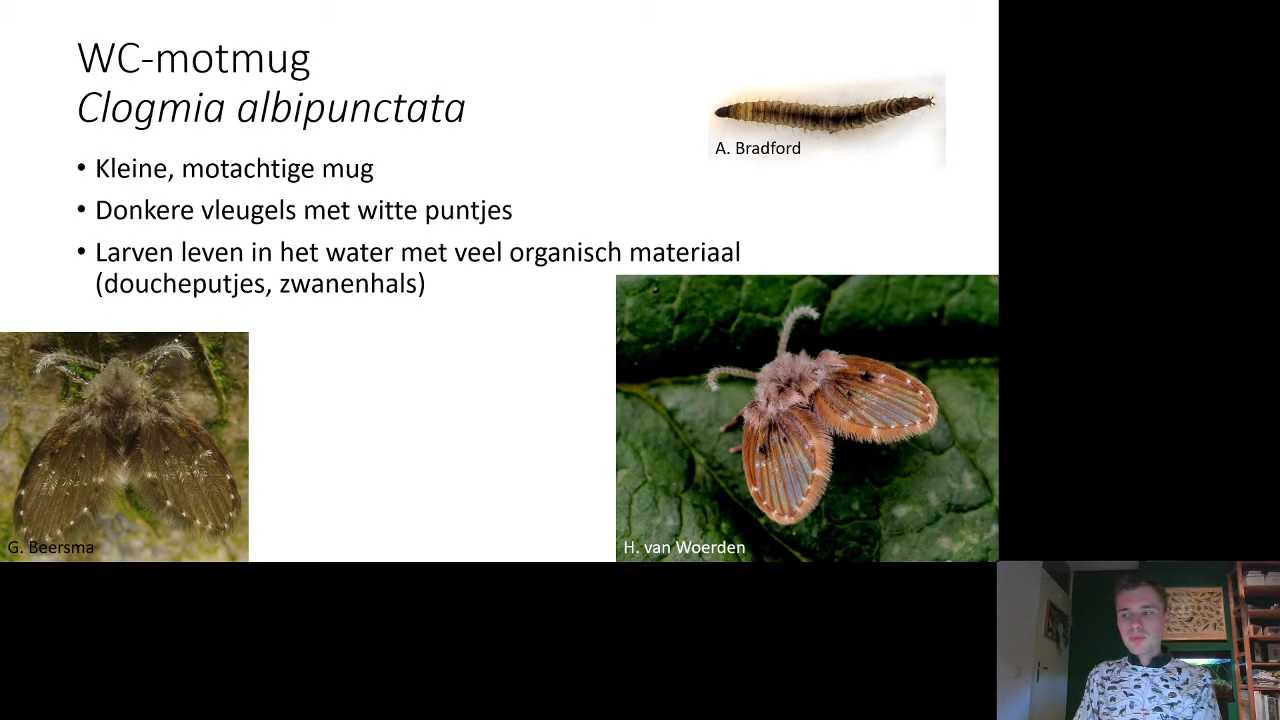 WC-motmug
Clogmia albipunctata
• Kleine, motachtige mug
• Donkere vleugels met witte puntjes
• Larven leven in het water met veel organisch materiaal
(doucheputjes, zwanenhals)
A. Bradford
G. Beersma
H. van Woerden